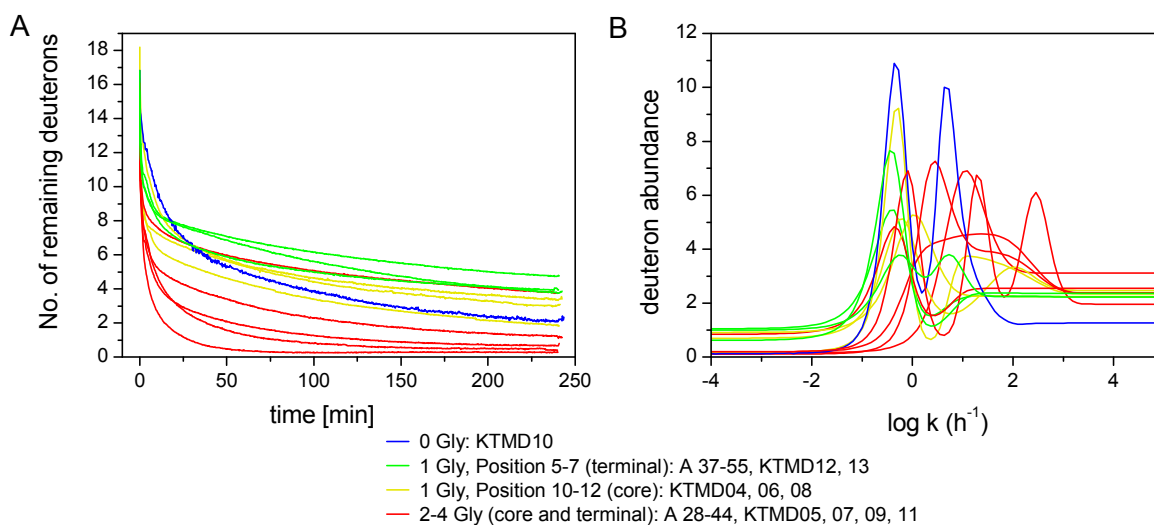 A
No. of remaining deuterons
18
16
14
12
10
8
6
4
2
0
0 50 100 150 200 250
time [min]
B
deuteron abundance
12
10
8
6
4
2
0
-4 -2 0 2 4
log k (h⁻¹)
0 Gly: KTMD10
1 Gly, Position 5-7 (terminal): A 37-55, KTMD12, 13
1 Gly, Position 10-12 (core): KTMD04, 06, 08
2-4 Gly (core and terminal): A 28-44, KTMD05, 07, 09, 11